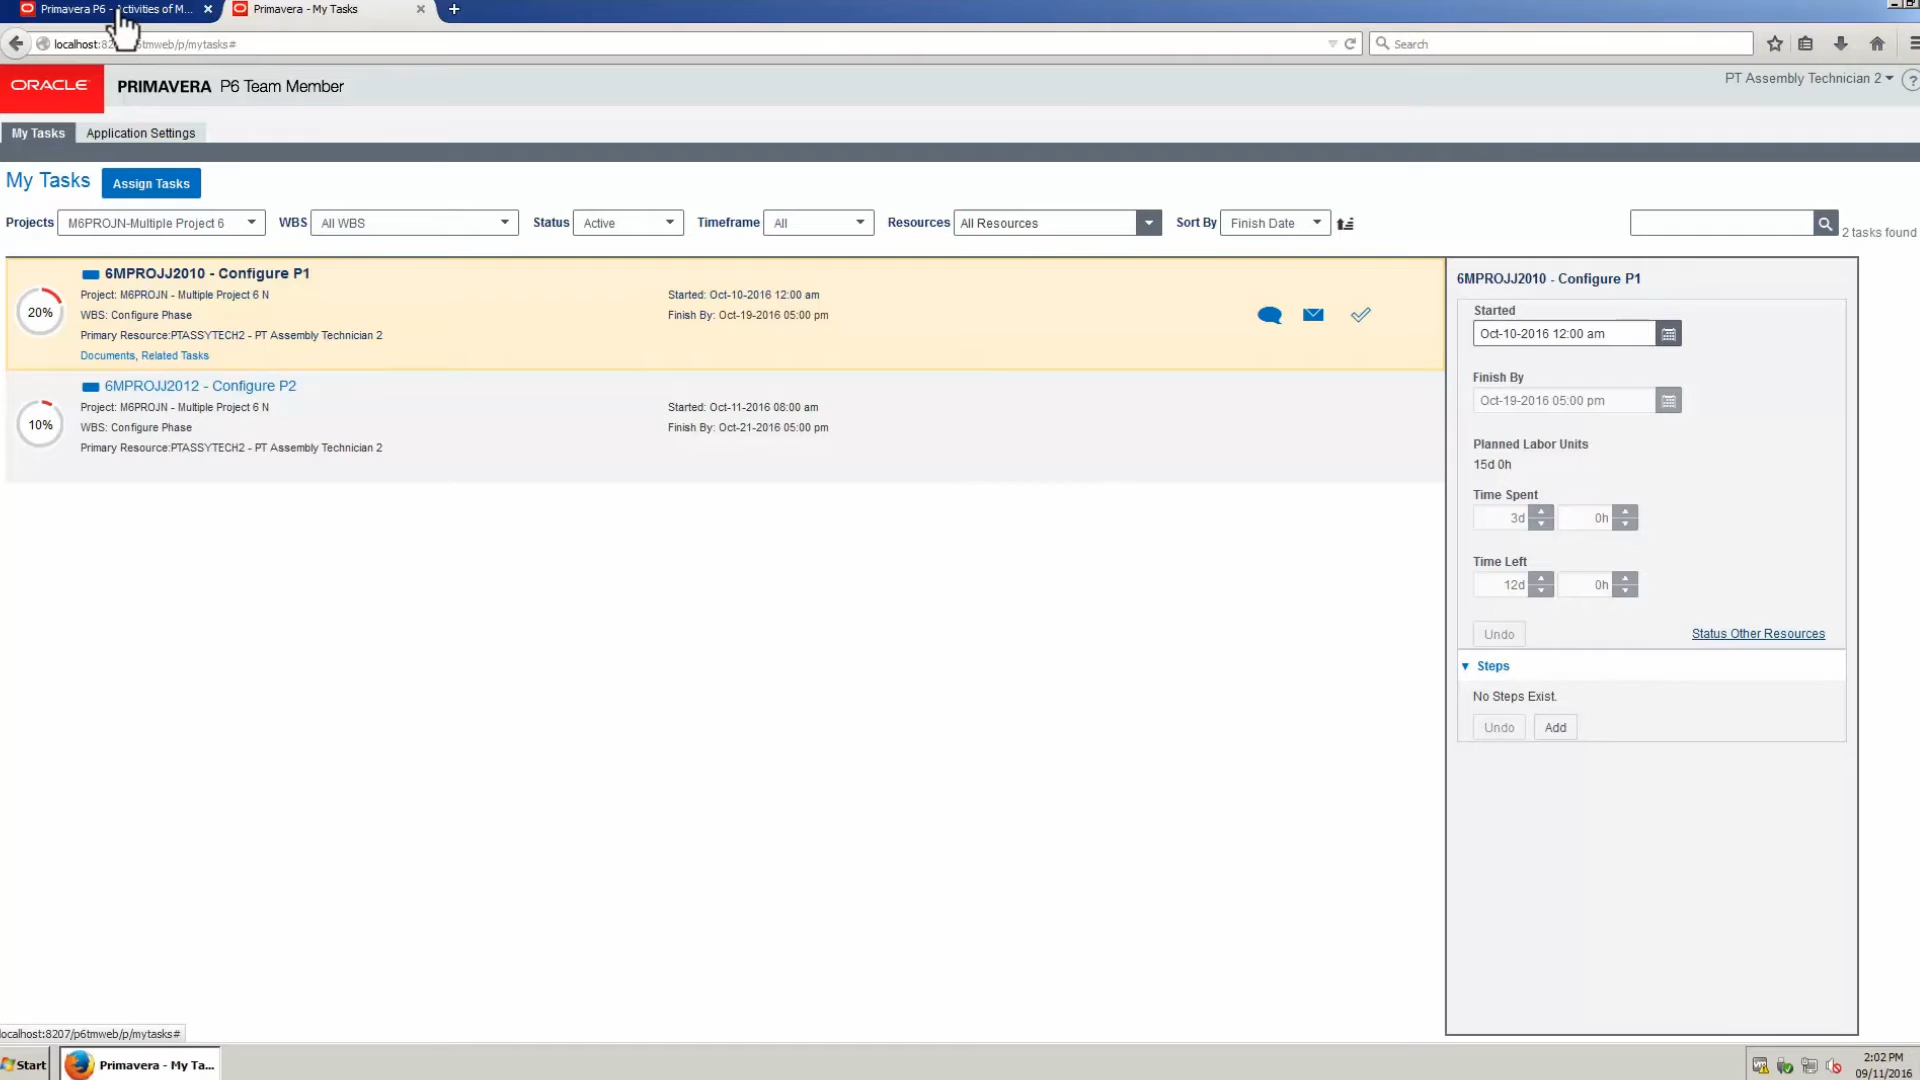 Primavera P6 - Activities of M...
Primavera - My Tasks
localhost:82 tmweb/p/mytasks#
Search
ORACLE
PRIMAVERA P6 Team Member
PT Assembly Technician 2
?
My Tasks
Application Settings
My Tasks
Assign Tasks
Projects
M6PROJN-Multiple Project 6
WBS
All WBS
Status
Active
Timeframe
All
Resources
All Resources
Sort By
Finish Date
2 tasks found
20%
6MPROJJ2010 - Configure P1
Project: M6PROJN - Multiple Project 6 N
WBS: Configure Phase
Primary Resource:PTASSYTECH2 - PT Assembly Technician 2
Documents, Related Tasks
Started: Oct-10-2016 12:00 am
Finish By: Oct-19-2016 05:00 pm
10%
6MPROJJ2012 - Configure P2
Project: M6PROJN - Multiple Project 6 N
WBS: Configure Phase
Primary Resource:PTASSYTECH2 - PT Assembly Technician 2
Started: Oct-11-2016 08:00 am
Finish By: Oct-21-2016 05:00 pm
6MPROJJ2010 - Configure P1
Started
Oct-10-2016 12:00 am
Finish By
Oct-19-2016 05:00 pm
Planned Labor Units
15d 0h
Time Spent
3d
0h
Time Left
12d
0h
Undo
Status Other Resources
Steps
No Steps Exist.
Undo
Add
localhost:8207/p6tmweb/p/mytasks#
Start
Primavera - My Ta...
2:02 PM
09/11/2016